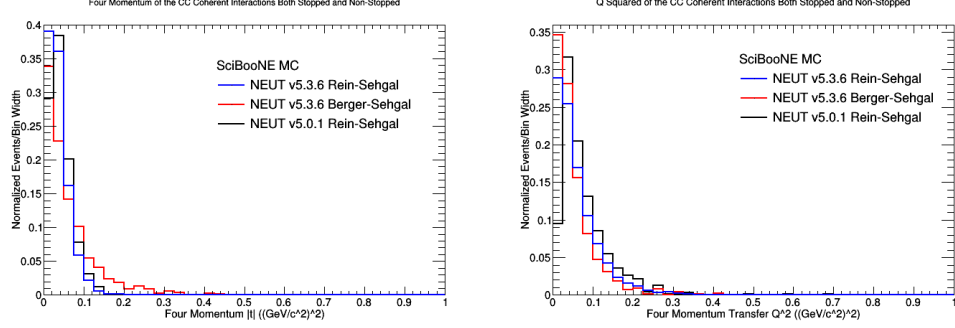 Four Momentum of the CC Coherent Interactions Both Stopped and Non-Stopped
Normalized Events/Bin Width
0.4
0.35
0.3
0.25
0.2
0.15
0.1
0.05
0
SciBooNE MC
NEUT v5.3.6 Rein-Sehgal
NEUT v5.3.6 Berger-Sehgal
NEUT v5.0.1 Rein-Sehgal
0 0.1 0.2 0.3 0.4 0.5 0.6 0.7 0.8 0.9 1
Four Momentum |t| ((GeV/c^2)^2)
Q Squared of the CC Coherent Interactions Both Stopped and Non-Stopped
Normalized Events/Bin Width
0.35
0.3
0.25
0.2
0.15
0.1
0.05
0
SciBooNE MC
NEUT v5.3.6 Rein-Sehgal
NEUT v5.3.6 Berger-Sehgal
NEUT v5.0.1 Rein-Sehgal
0 0.1 0.2 0.3 0.4 0.5 0.6 0.7 0.8 0.9 1
Four Momentum Transfer Q^2 ((GeV/c^2)^2)